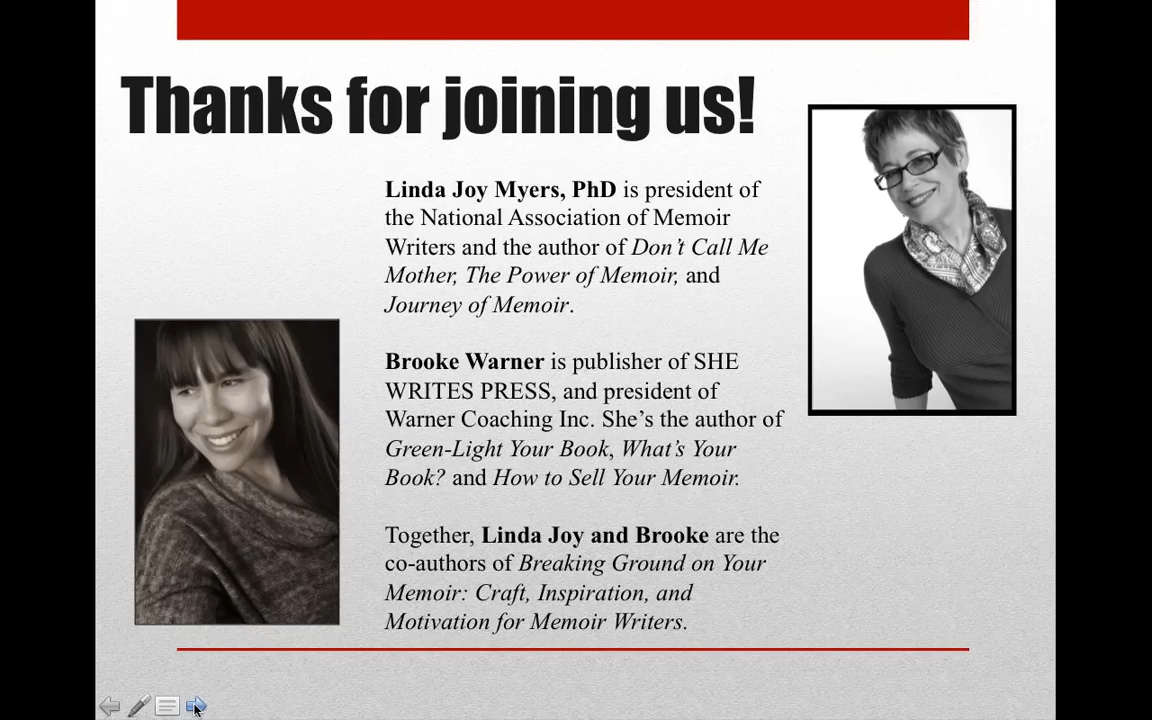 Thanks for joining us!
Linda Joy Myers, PhD is president of
the National Association of Memoir
Writers and the author of Don't Call Me
Mother, The Power of Memoir, and
Journey of Memoir.
Brooke Warner is publisher of SHE
WRITES PRESS, and president of
Warner Coaching Inc. She's the author of
Green-Light Your Book, What's Your
Book? and How to Sell Your Memoir.
Together, Linda Joy and Brooke are the
co-authors of Breaking Ground on Your
Memoir: Craft, Inspiration, and
Motivation for Memoir Writers.